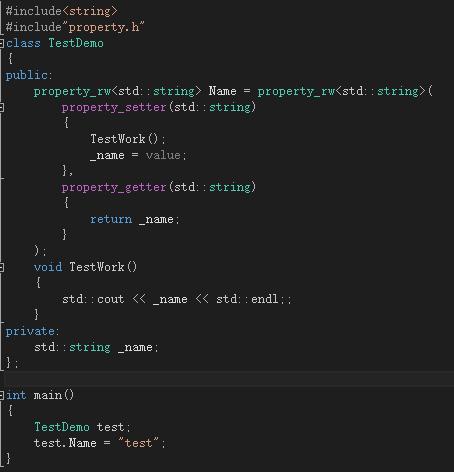 #include<string>
#include"property.h"
class TestDemo
{
public:
    property_rw<std::string> Name = property_rw<std::string>(
        property_setter(std::string)
        {
            TestWork();
            _name = value;
        },
        property_getter(std::string)
        {
            return _name;
        }
    );
    void TestWork()
    {
        std::cout << _name << std::endl;;
    }
private:
    std::string _name;
};

int main()
{
    TestDemo test;
    test.Name = "test";
}